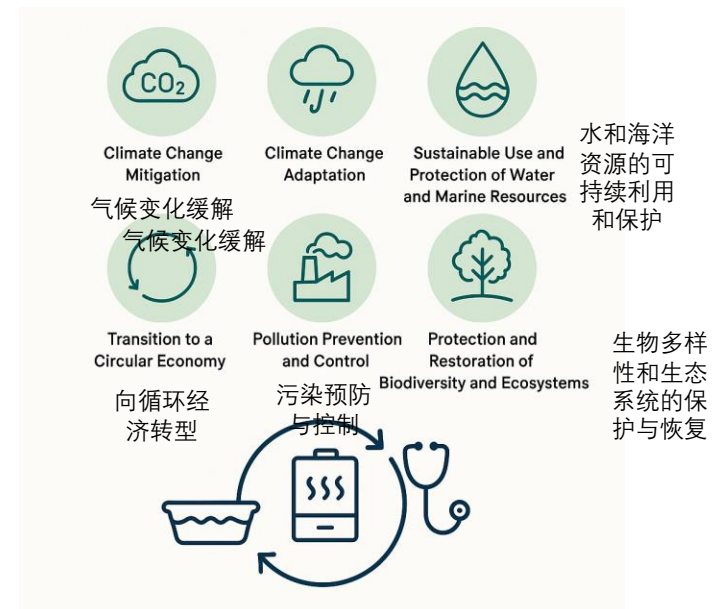 CO₂
Climate Change
Mitigation
气候变化缓解
Climate Change
Adaptation
气候变化缓解
Sustainable Use and
Protection of Water
and Marine Resources
水和海洋
资源的可
持续利用
和保护
Transition to a
Circular Economy
向循环经
济转型
Pollution Prevention
and Control
污染预防
与控制
Protection and
Restoration of
Biodiversity and Ecosystems
生物多样
性和生态
系统的保
护与恢复